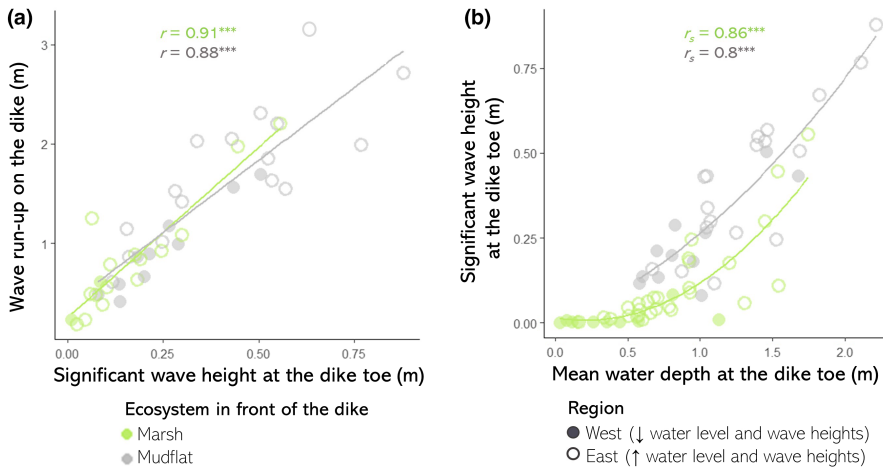 (a)
r = 0.91***
r = 0.88***
Wave run-up on the dike (m)
3
2
1
0.00 0.25 0.50 0.75
Significant wave height at the dike toe (m)
Ecosystem in front of the dike
Marsh
Mudflat
(b)
rs = 0.86***
rs = 0.8***
Significant wave height
at the dike toe (m)
0.75
0.50
0.25
0.00
0.0 0.5 1.0 1.5 2.0
Mean water depth at the dike toe (m)
Region
West (↓ water level and wave heights)
East (↑ water level and wave heights)